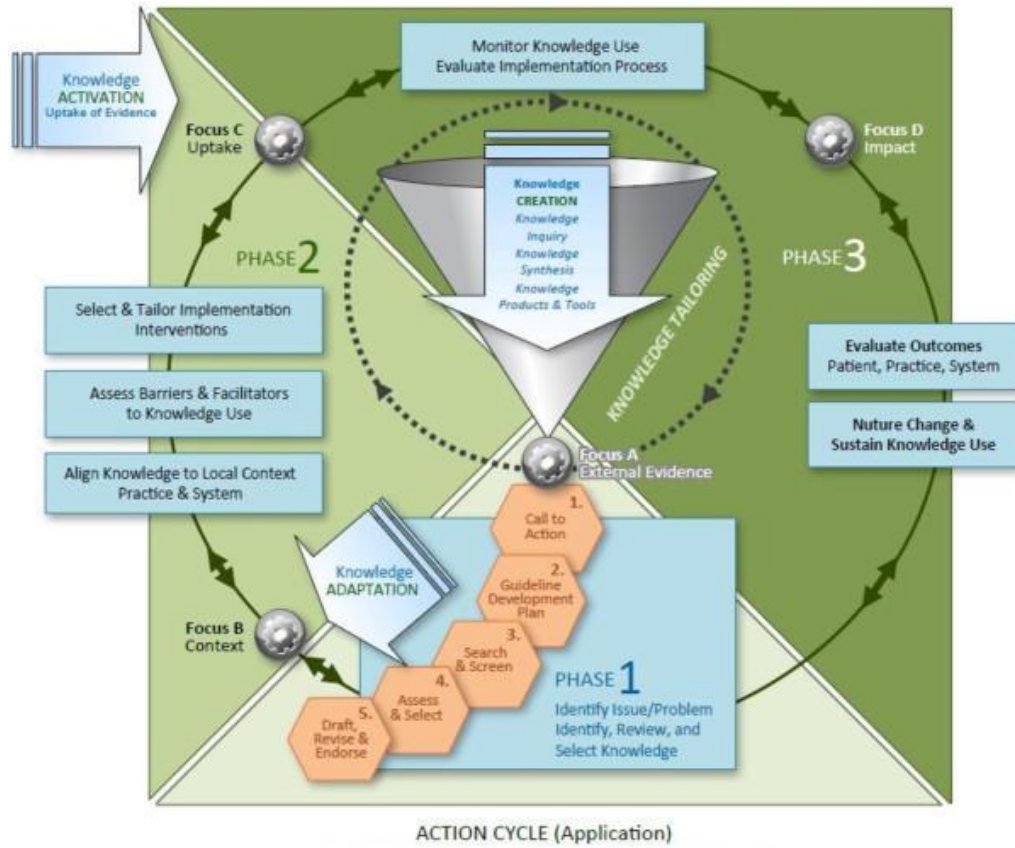 Knowledge
ACTIVATION
Uptake of Evidence
Monitor Knowledge Use
Evaluate Implementation Process
Focus C
Uptake
Focus D
Impact
Knowledge
CREATION
Knowledge
Inquiry
Knowledge
Synthesis
Knowledge
Products & Tools
PHASE 2
PHASE 3
KNOWLEDGE TAILORING
Select & Tailor Implementation
Interventions
Assess Barriers & Facilitators
to Knowledge Use
Align Knowledge to Local Context
Practice & System
Evaluate Outcomes
Patient, Practice, System
Nuture Change &
Sustain Knowledge Use
Focus A
External Evidence
1.
Call to
Action
2.
Guideline
Development
Plan
3.
Search
& Screen
4.
Assess
& Select
5.
Draft,
Revise &
Endorse
Knowledge
ADAPTATION
Focus B
Context
PHASE 1
Identify Issue/Problem
Identify, Review, and
Select Knowledge
ACTION CYCLE (Application)